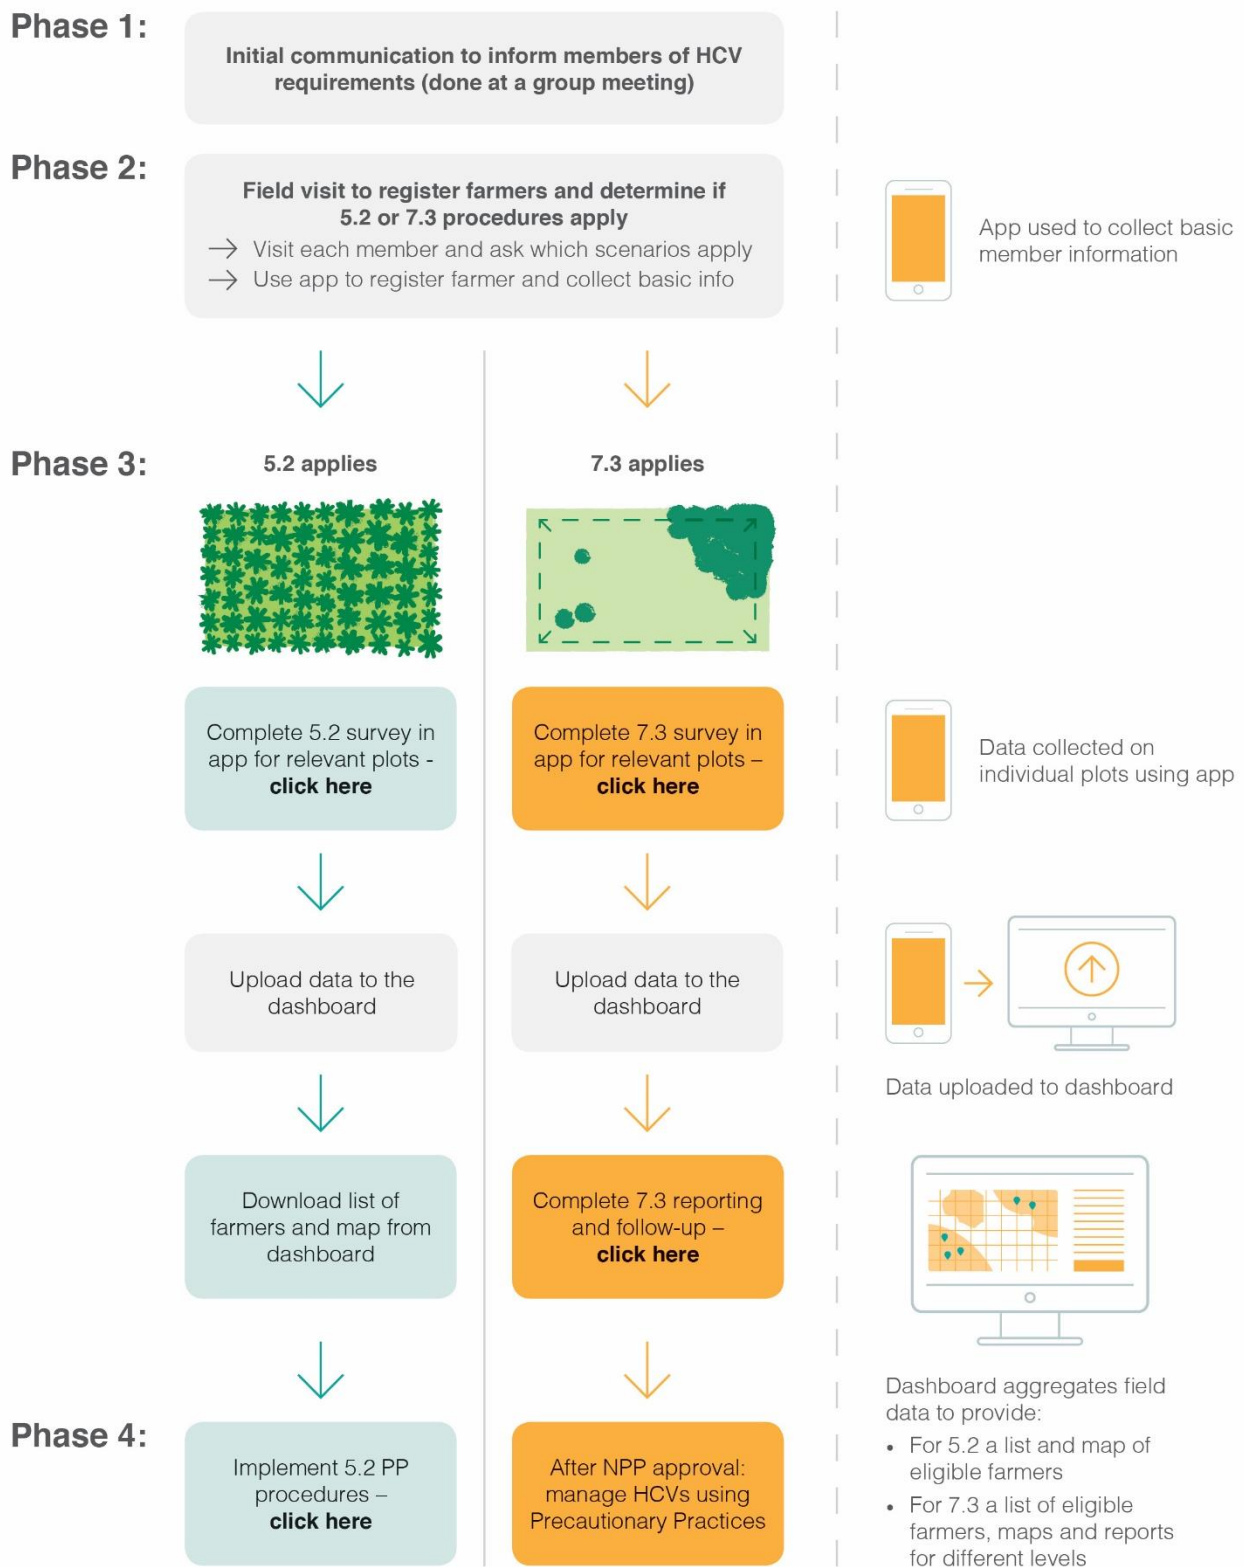 Phase 1:
Initial communication to inform members of HCV
requirements (done at a group meeting)
Phase 2:
Field visit to register farmers and determine if
5.2 or 7.3 procedures apply
→ Visit each member and ask which scenarios apply
→ Use app to register farmer and collect basic info
App used to collect basic
member information
Phase 3:
5.2 applies
7.3 applies
Complete 5.2 survey in
app for relevant plots -
click here
Complete 7.3 survey in
app for relevant plots –
click here
Data collected on
individual plots using app
Upload data to the
dashboard
Upload data to the
dashboard
Data uploaded to dashboard
Download list of
farmers and map from
dashboard
Complete 7.3 reporting
and follow-up –
click here
Phase 4:
Implement 5.2 PP
procedures –
click here
After NPP approval:
manage HCVs using
Precautionary Practices
Dashboard aggregates field
data to provide:
• For 5.2 a list and map of
eligible farmers
• For 7.3 a list of eligible
farmers, maps and reports
for different levels